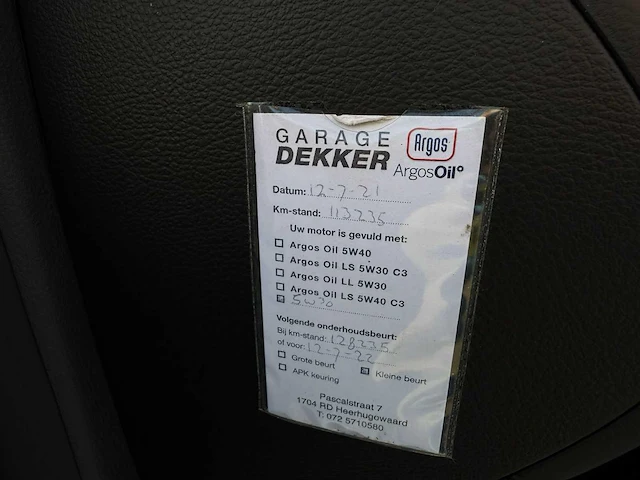 GARAGE
DEKKER
Argos
ArgosOil°
Datum: 12-7-21
Km-stand: 113235
Uw motor is gevuld met:
Argos Oil 5W40
Argos Oil LS 5W30 C3
Argos Oil LL 5W30
Argos Oil LS 5W40 C3
5W30
Volgende onderhoudsbeurt:
Bij km-stand: 128235
of voor: 12-7-22
Grote beurt
Kleine beurt
APK keuring
Pascalstraat 7
1704 RD Heerhugowaard
T: 072 5710580